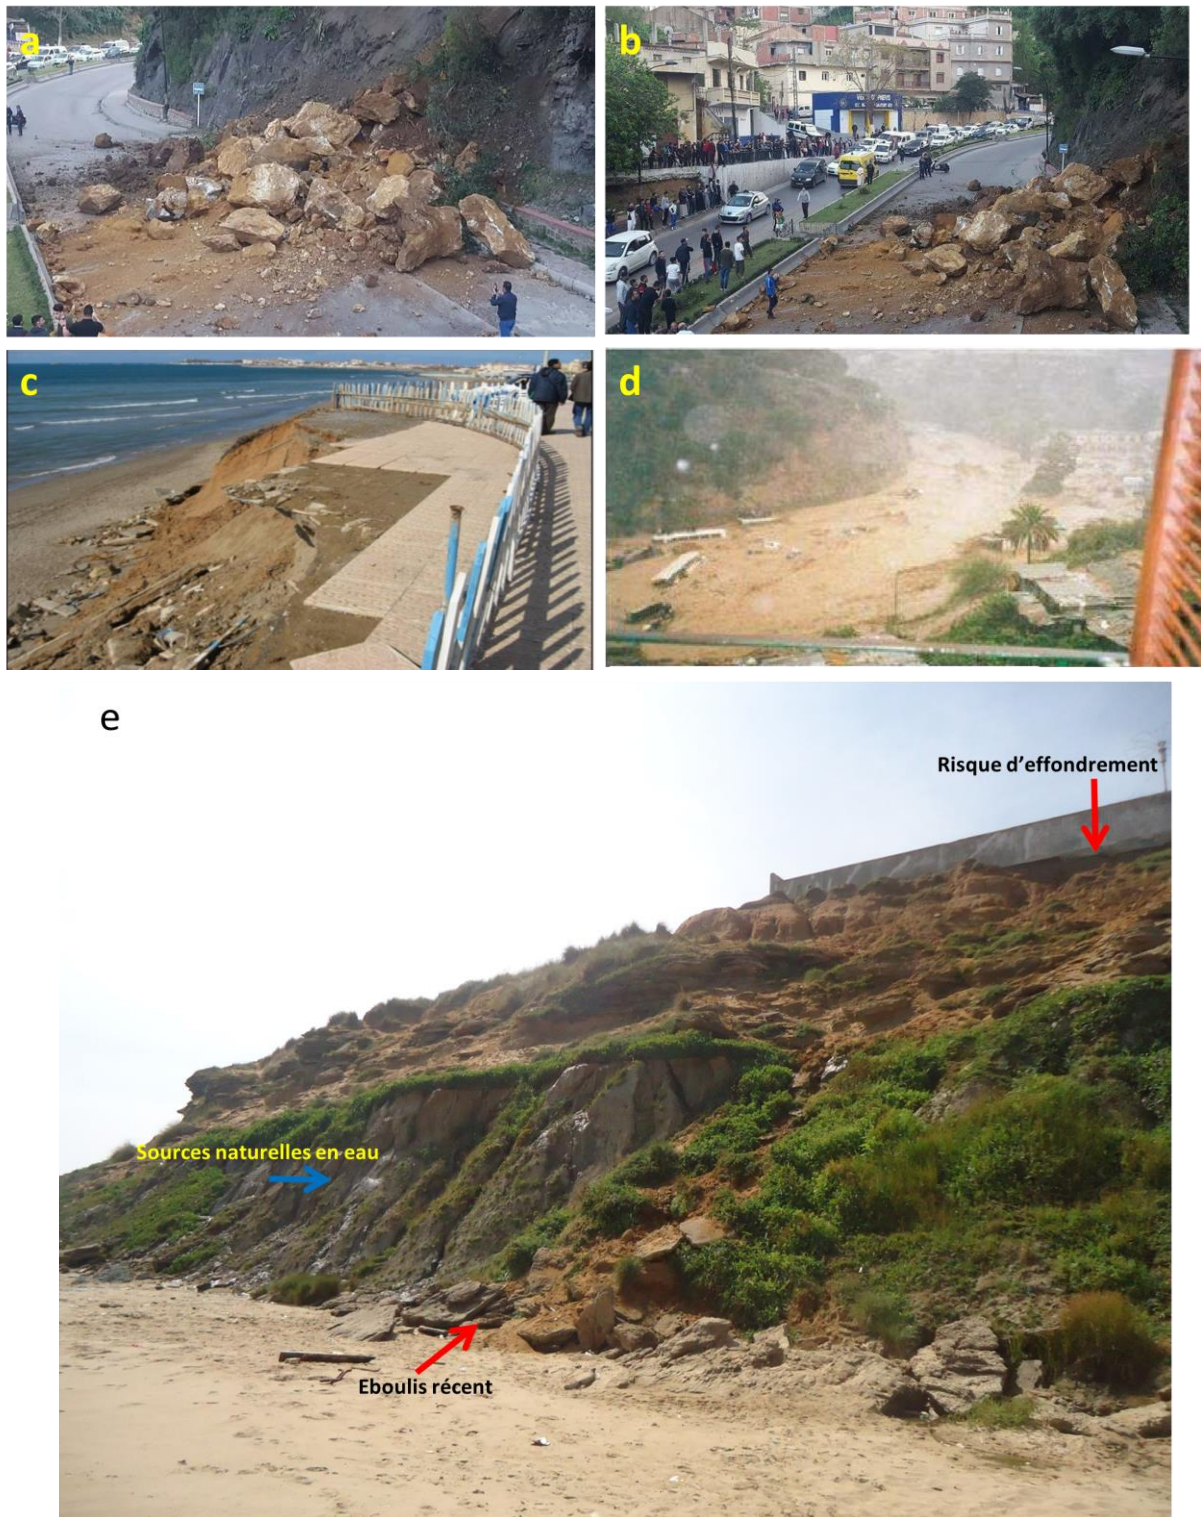 a
b
c
d
e
Risque d'effondrement
Sources naturelles en eau
Eboulis récent